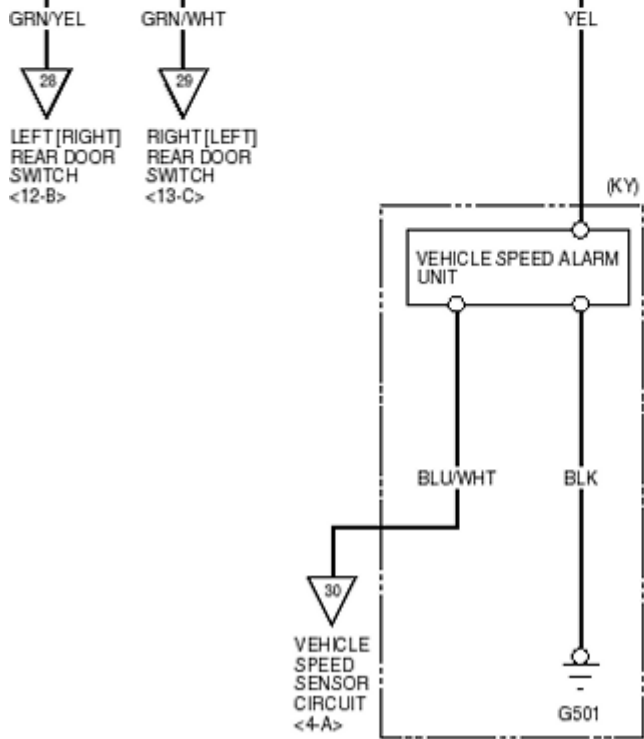 GRN/YEL
GRN/WHT
YEL
28
29
LEFT [RIGHT]
REAR DOOR
SWITCH
<12-B>
RIGHT [LEFT]
REAR DOOR
SWITCH
<13-C>
(KY)
VEHICLE SPEED ALARM
UNIT
BLU/WHT
BLK
30
VEHICLE
SPEED
SENSOR
CIRCUIT
<4-A>
G501